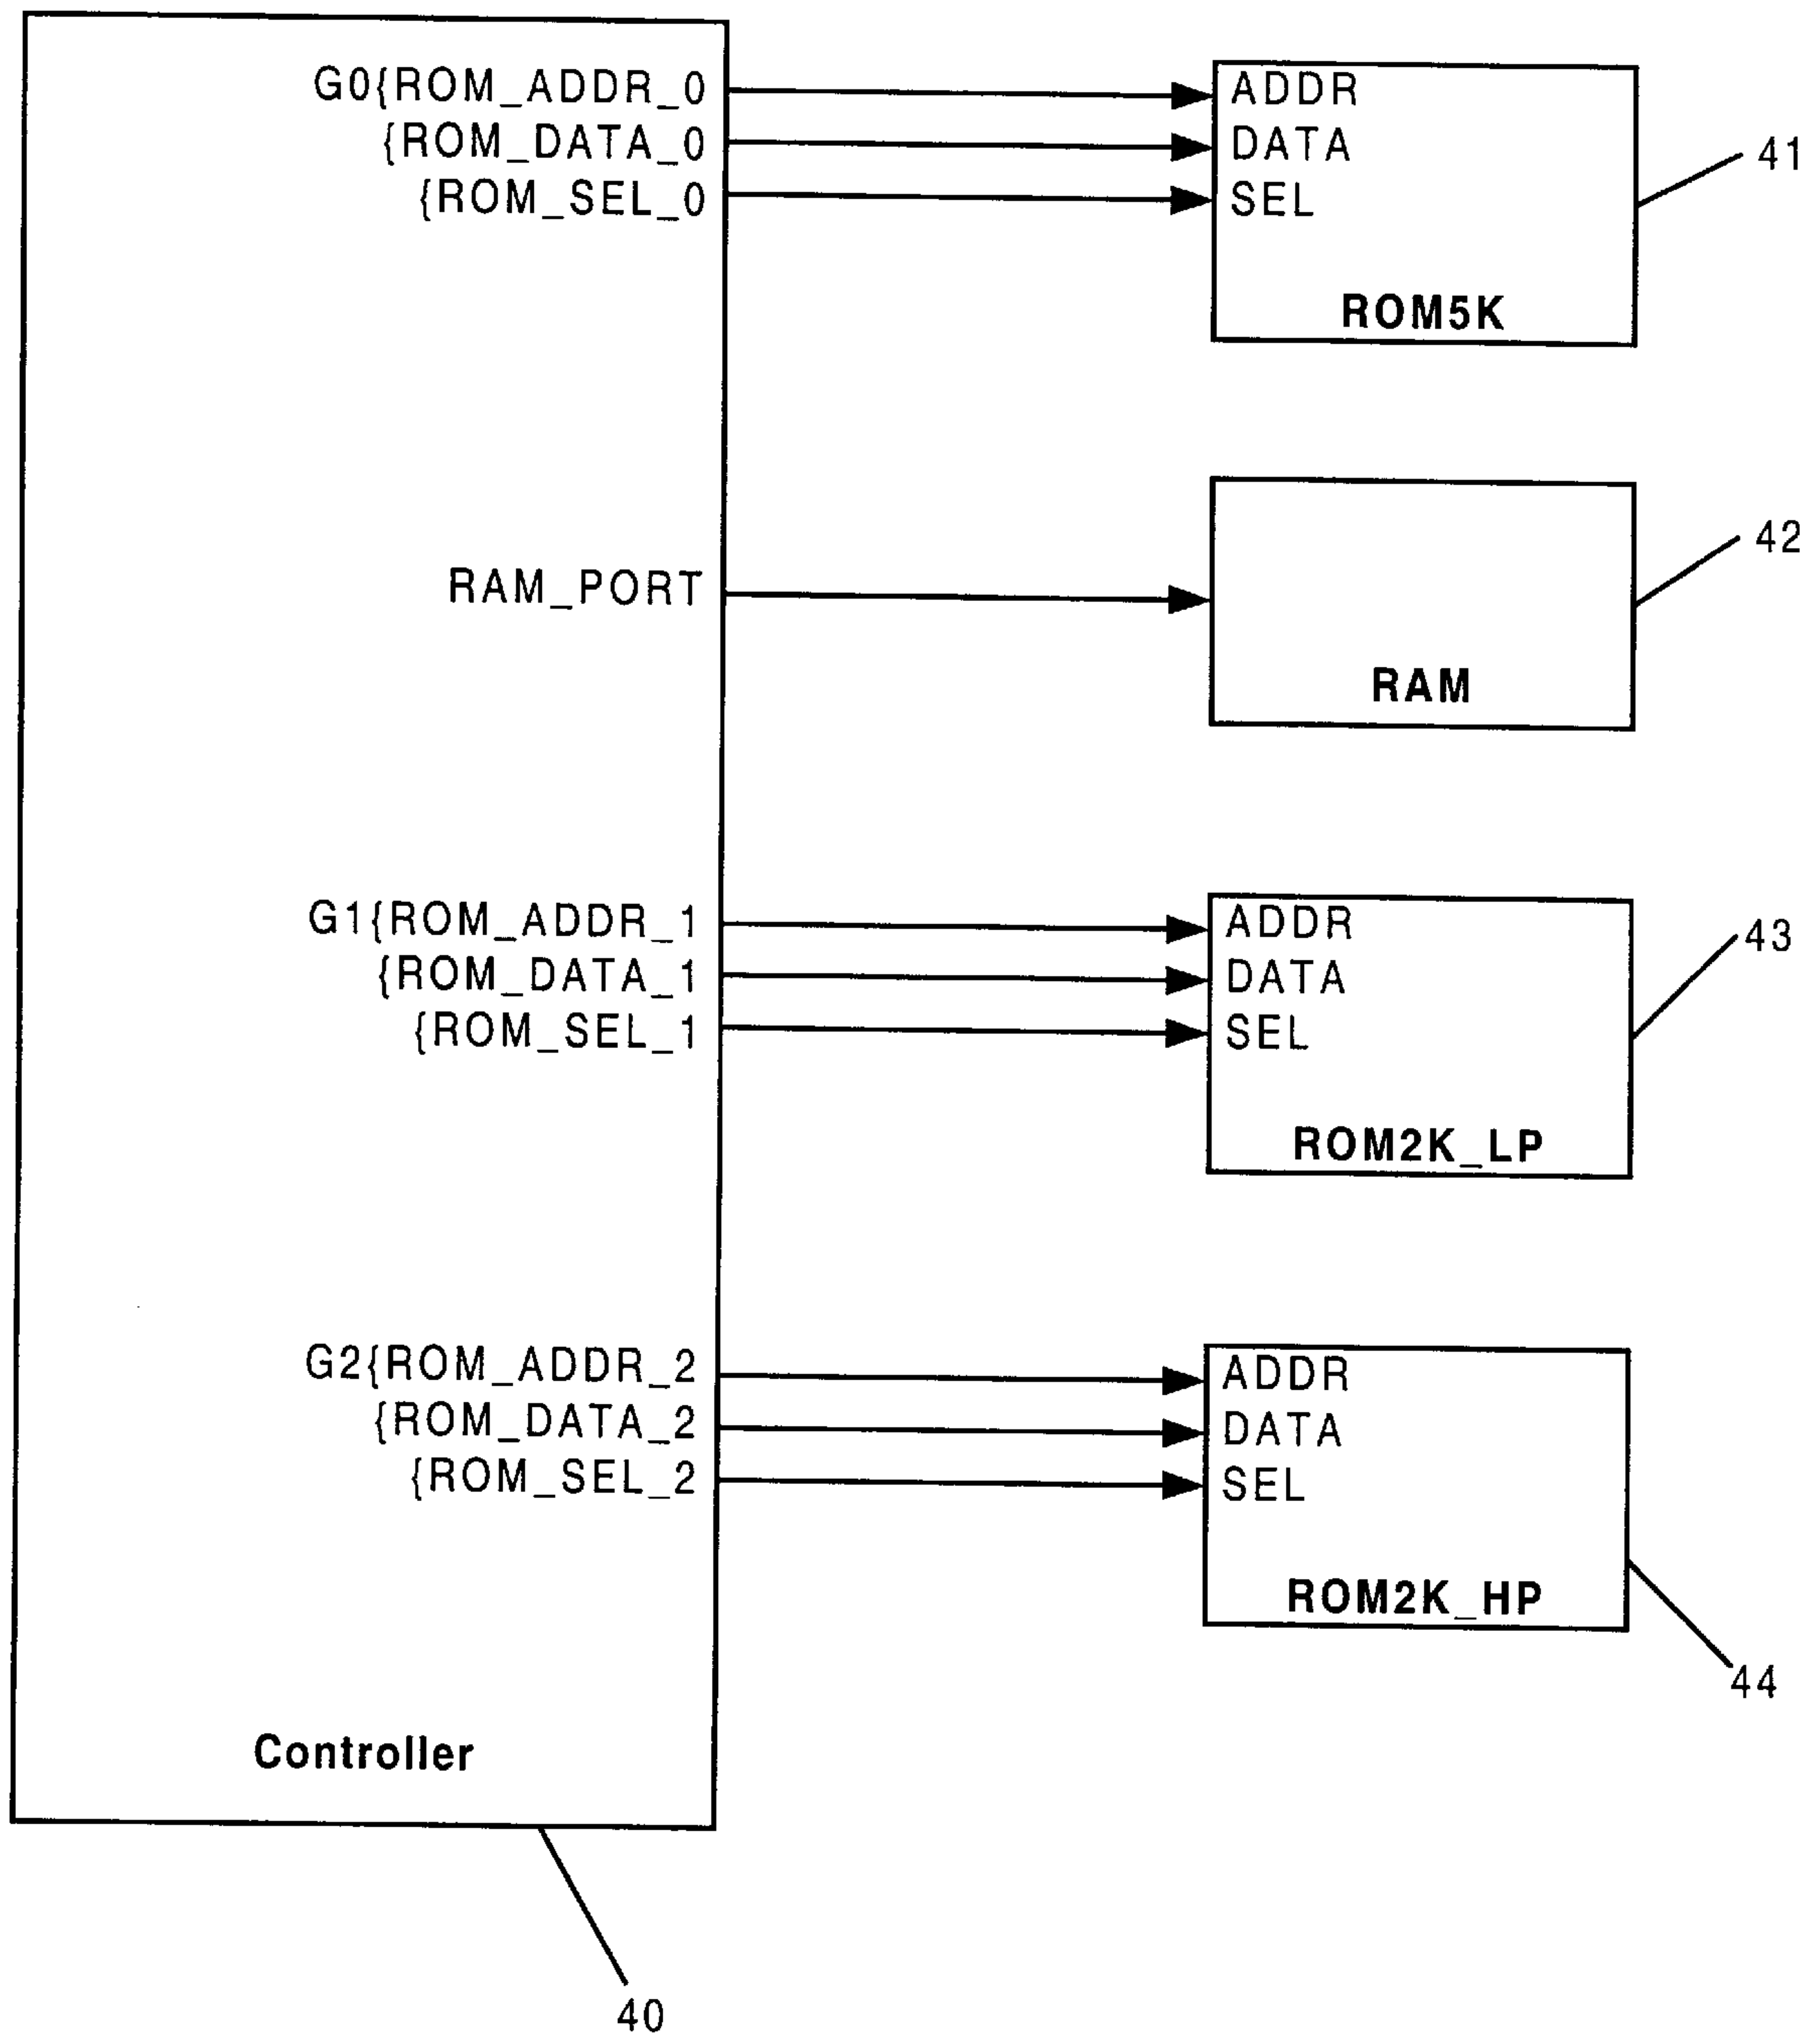 G0{ROM_ADDR_0
{ROM_DATA_0
{ROM_SEL_0
ADDR
DATA
SEL
ROM5K
41
RAM_PORT
RAM
42
G1{ROM_ADDR_1
{ROM_DATA_1
{ROM_SEL_1
ADDR
DATA
SEL
ROM2K_LP
43
G2{ROM_ADDR_2
{ROM_DATA_2
{ROM_SEL_2
ADDR
DATA
SEL
ROM2K_HP
44
Controller
40